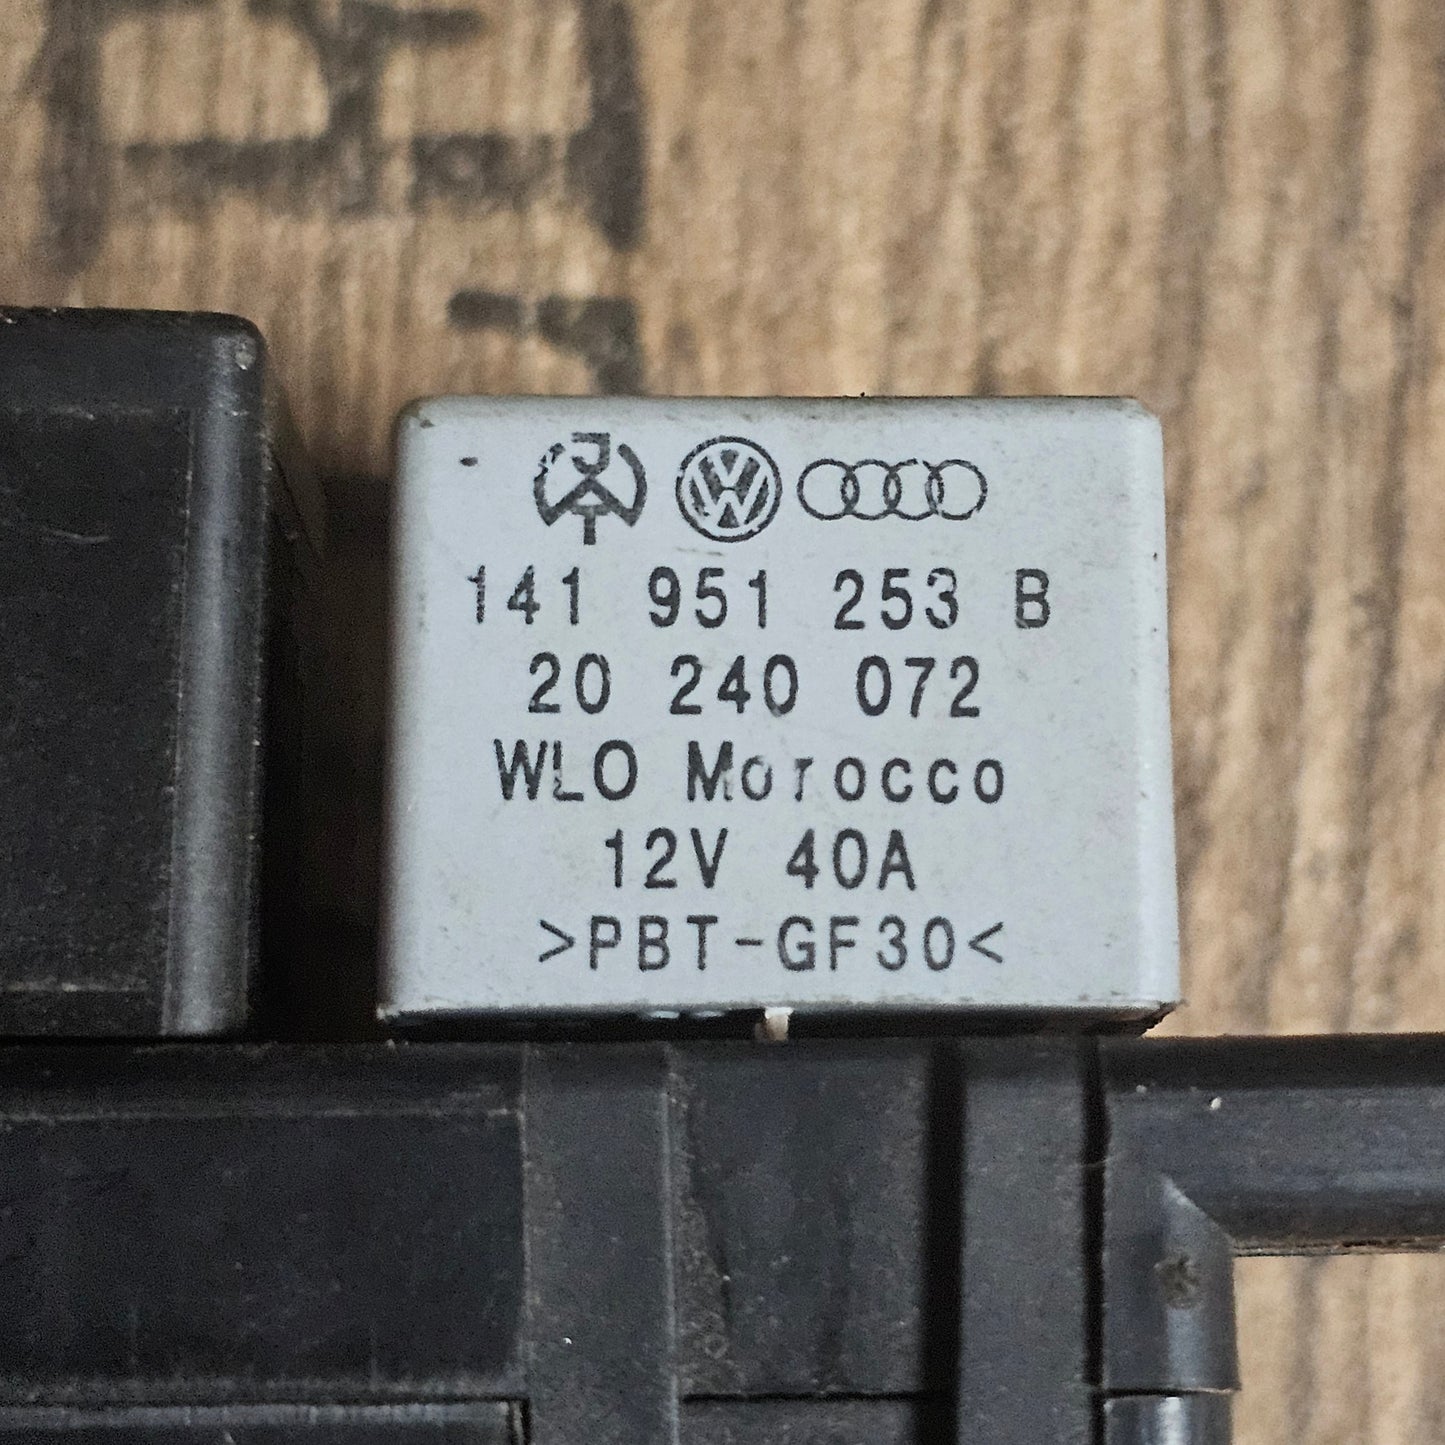 141 951 253 B
20 240 072
WLO Morocco
12V 40A
>PBT-GF30<